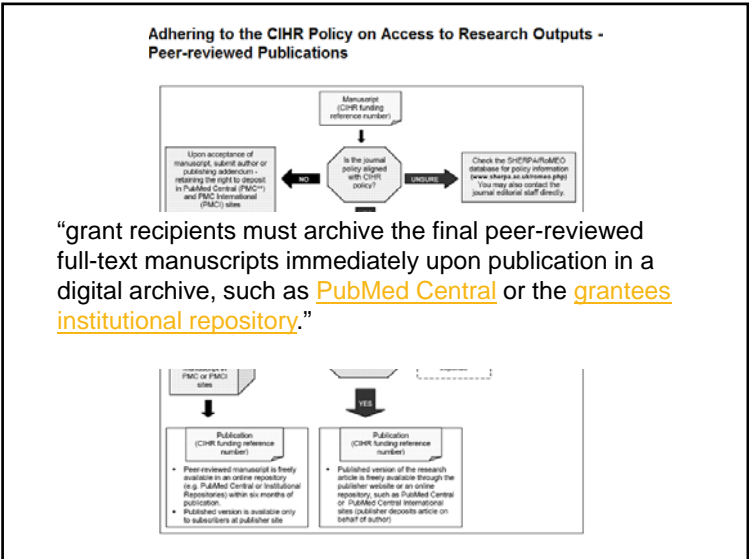 Adhering to the CIHR Policy on Access to Research Outputs -
Peer-reviewed Publications
Manuscript
(CIHR funding
reference number)
Upon acceptance of
manuscript, submit author or
publishing addendum -
retaining the right to deposit
in PubMed Central (PMC**)
and PMC International
(PMCI) sites
NO
Is the journal
policy aligned
with CIHR
policy?
UNSURE
Check the SHERPA/RoMEO
database for policy information
(www.sherpa.ac.uk/romeo.php)
You may also contact the
journal editorial staff directly.
“grant recipients must archive the final peer-reviewed
full-text manuscripts immediately upon publication in a
digital archive, such as PubMed Central or the grantees
institutional repository.”
PMC or PMCI
sites
YES
Publication
(CIHR funding reference
number)
• Peer-reviewed manuscript is freely
available in an online repository
(e.g. PubMed Central or Institutional
Repositories) within six months of
publication.
• Published version is available only
to subscribers at publisher site
Publication
(CIHR funding reference
number)
• Published version of the research
article is freely available through the
publisher website or an online
repository, such as PubMed Central
or PubMed Central International
sites (publisher deposits article on
behalf of author)